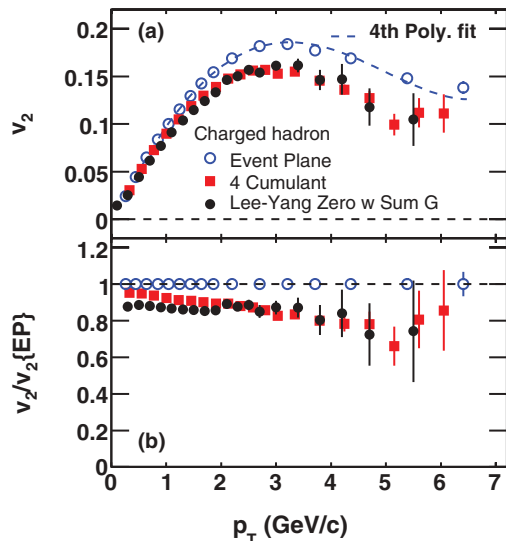 (a)
4th Poly. fit
v2
0.2
0.15
0.1
0.05
0
Charged hadron
Event Plane
4 Cumulant
Lee-Yang Zero w Sum G
v2/v2{EP}
1.2
1
0.8
0.6
0.4
0.2
0
(b)
0 1 2 3 4 5 6 7
pT (GeV/c)